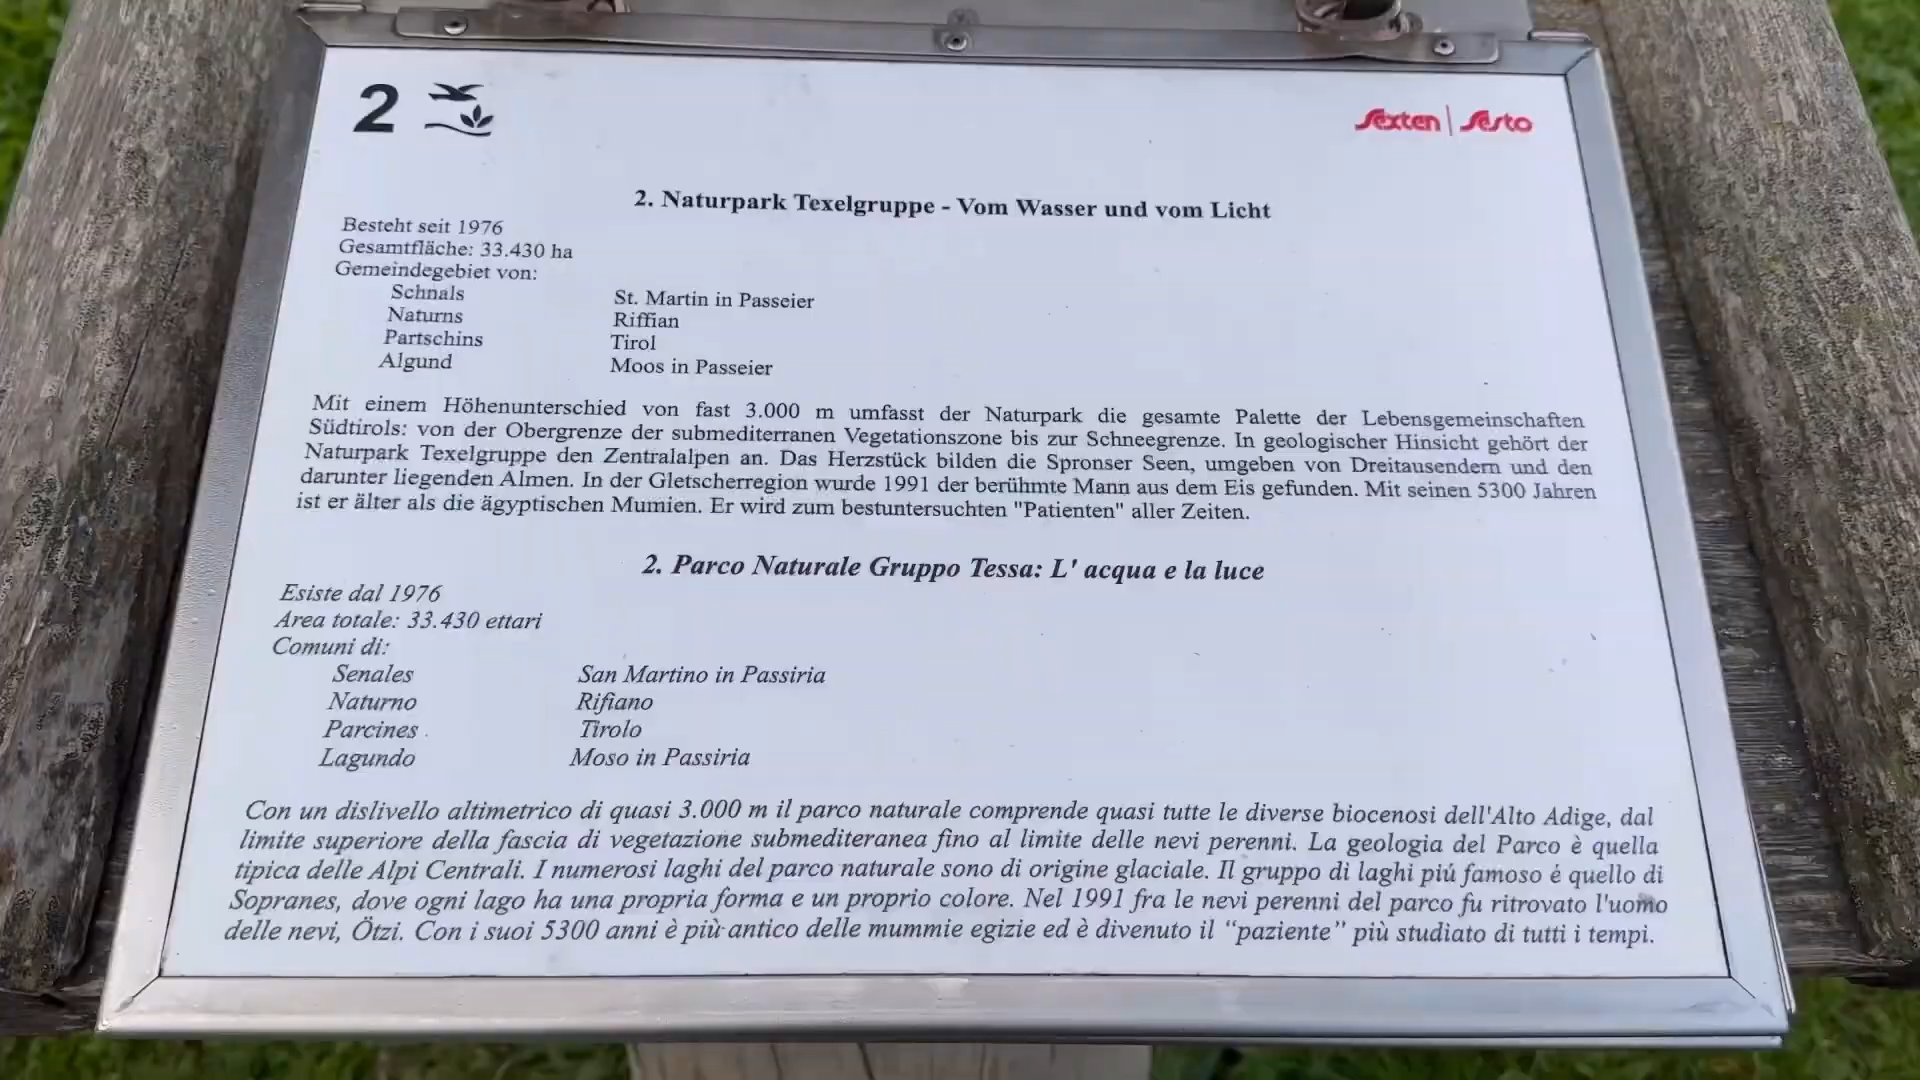 2
Sexten | Sesto
2. Naturpark Texelgruppe - Vom Wasser und vom Licht
Besteht seit 1976
Gesamtfläche: 33.430 ha
Gemeindegebiet von:
Schnals St. Martin in Passeier
Naturns Riffian
Partschins Tirol
Algund Moos in Passeier
Mit einem Höhenunterschied von fast 3.000 m umfasst der Naturpark die gesamte Palette der Lebensgemeinschaften
Südtirols: von der Obergrenze der submediterranen Vegetationszone bis zur Schneegrenze. In geologischer Hinsicht gehört der
Naturpark Texelgruppe den Zentralalpen an. Das Herzstück bilden die Spronser Seen, umgeben von Dreitausendern und den
darunter liegenden Almen. In der Gletscherregion wurde 1991 der berühmte Mann aus dem Eis gefunden. Mit seinen 5300 Jahren
ist er älter als die ägyptischen Mumien. Er wird zum bestuntersuchten "Patienten" aller Zeiten.
2. Parco Naturale Gruppo Tessa: L' acqua e la luce
Esiste dal 1976
Area totale: 33.430 ettari
Comuni di:
Senales San Martino in Passiria
Naturno Rifiano
Parcines Tirolo
Lagundo Moso in Passiria
Con un dislivello altimetrico di quasi 3.000 m il parco naturale comprende quasi tutte le diverse biocenosi dell'Alto Adige, dal
limite superiore della fascia di vegetazione submediteranea fino al limite delle nevi perenni. La geologia del Parco è quella
tipica delle Alpi Centrali. I numerosi laghi del parco naturale sono di origine glaciale. Il gruppo di laghi piú famoso é quello di
Sopranes, dove ogni lago ha una propria forma e un proprio colore. Nel 1991 fra le nevi perenni del parco fu ritrovato l'uomo
delle nevi, Ötzi. Con i suoi 5300 anni è più antico delle mummie egizie ed è divenuto il “paziente” più studiato di tutti i tempi.